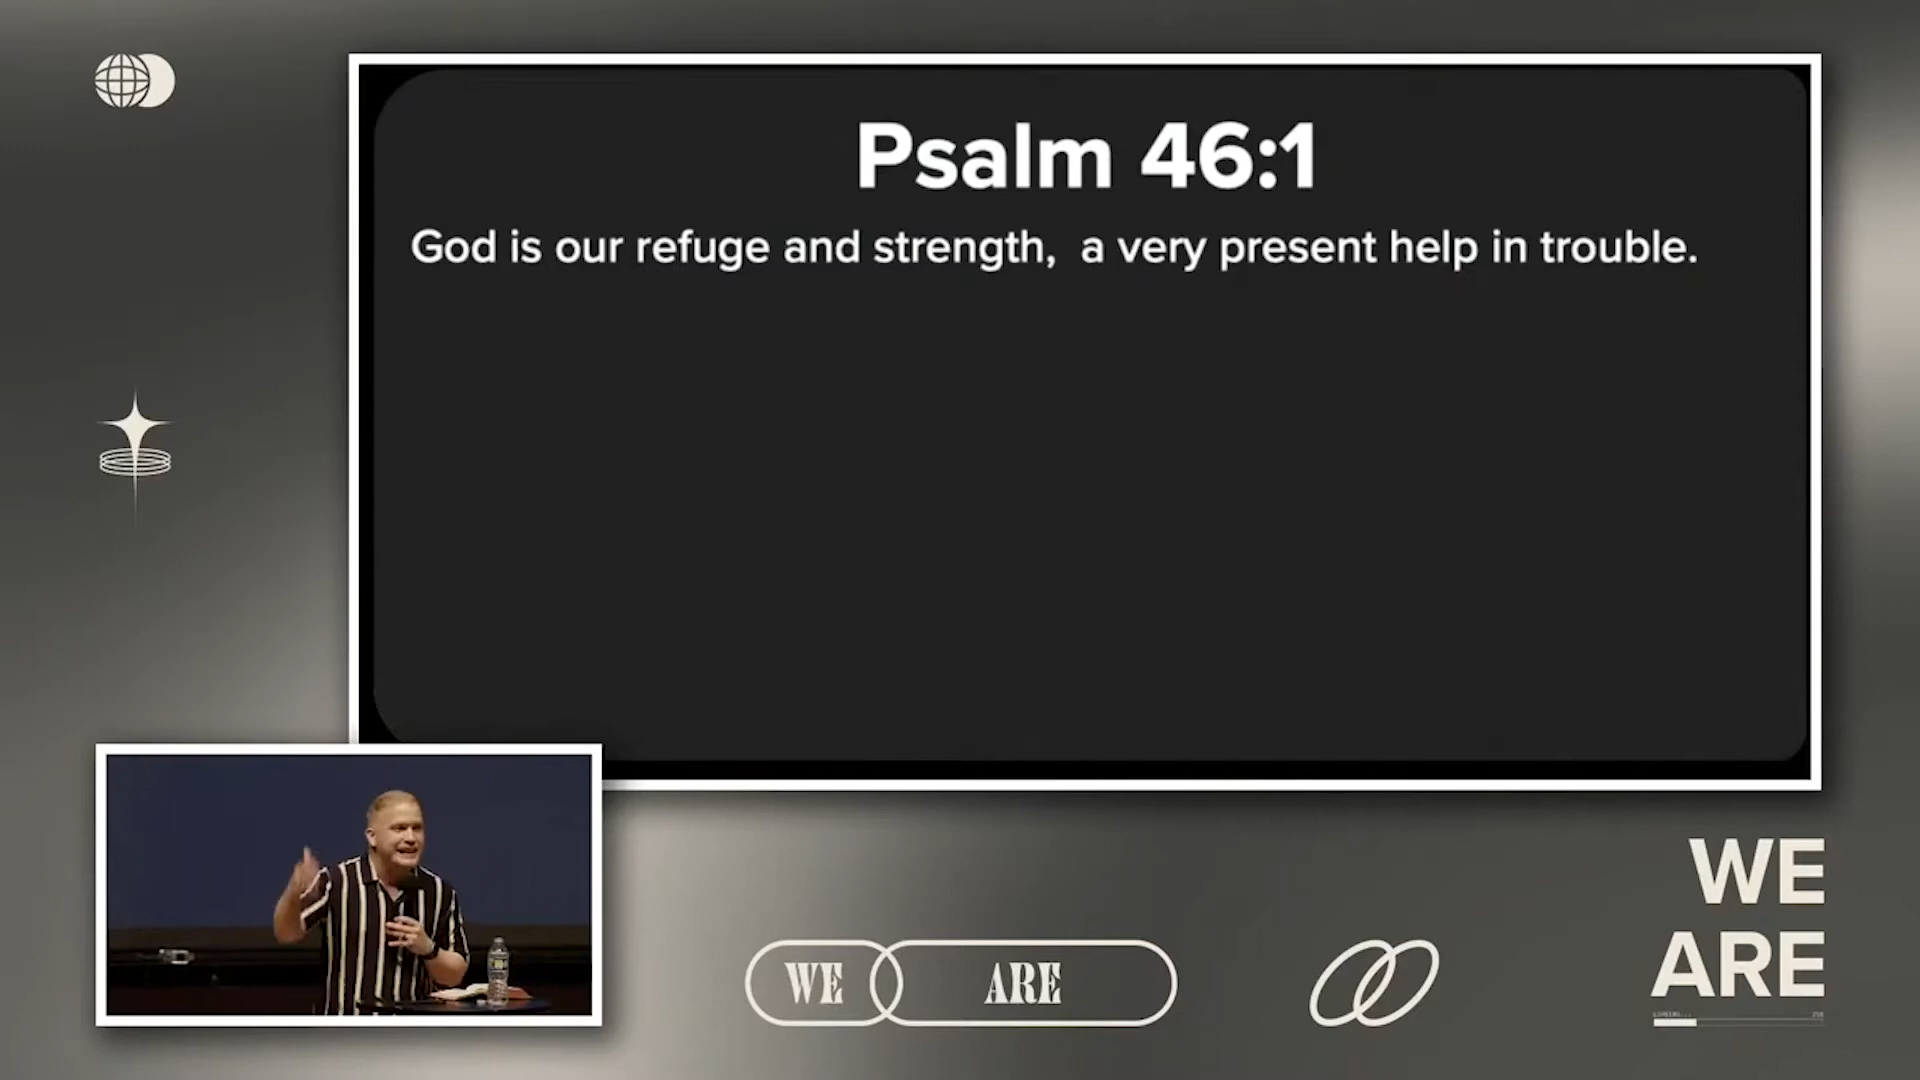 Psalm 46:1
God is our refuge and strength,  a very present help in trouble.
WE ARE
WE
ARE